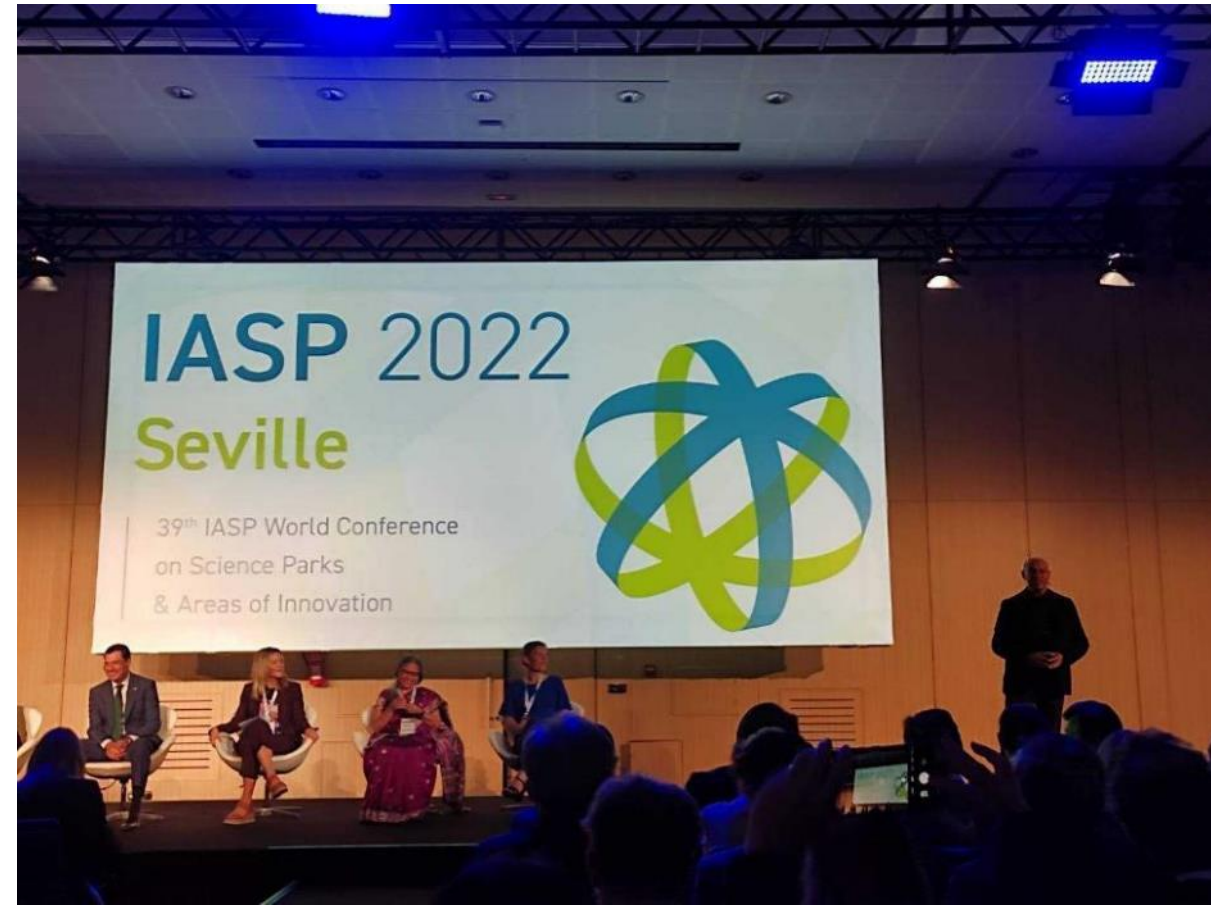 IASP 2022
Seville
39th IASP World Conference
on Science Parks
& Areas of Innovation